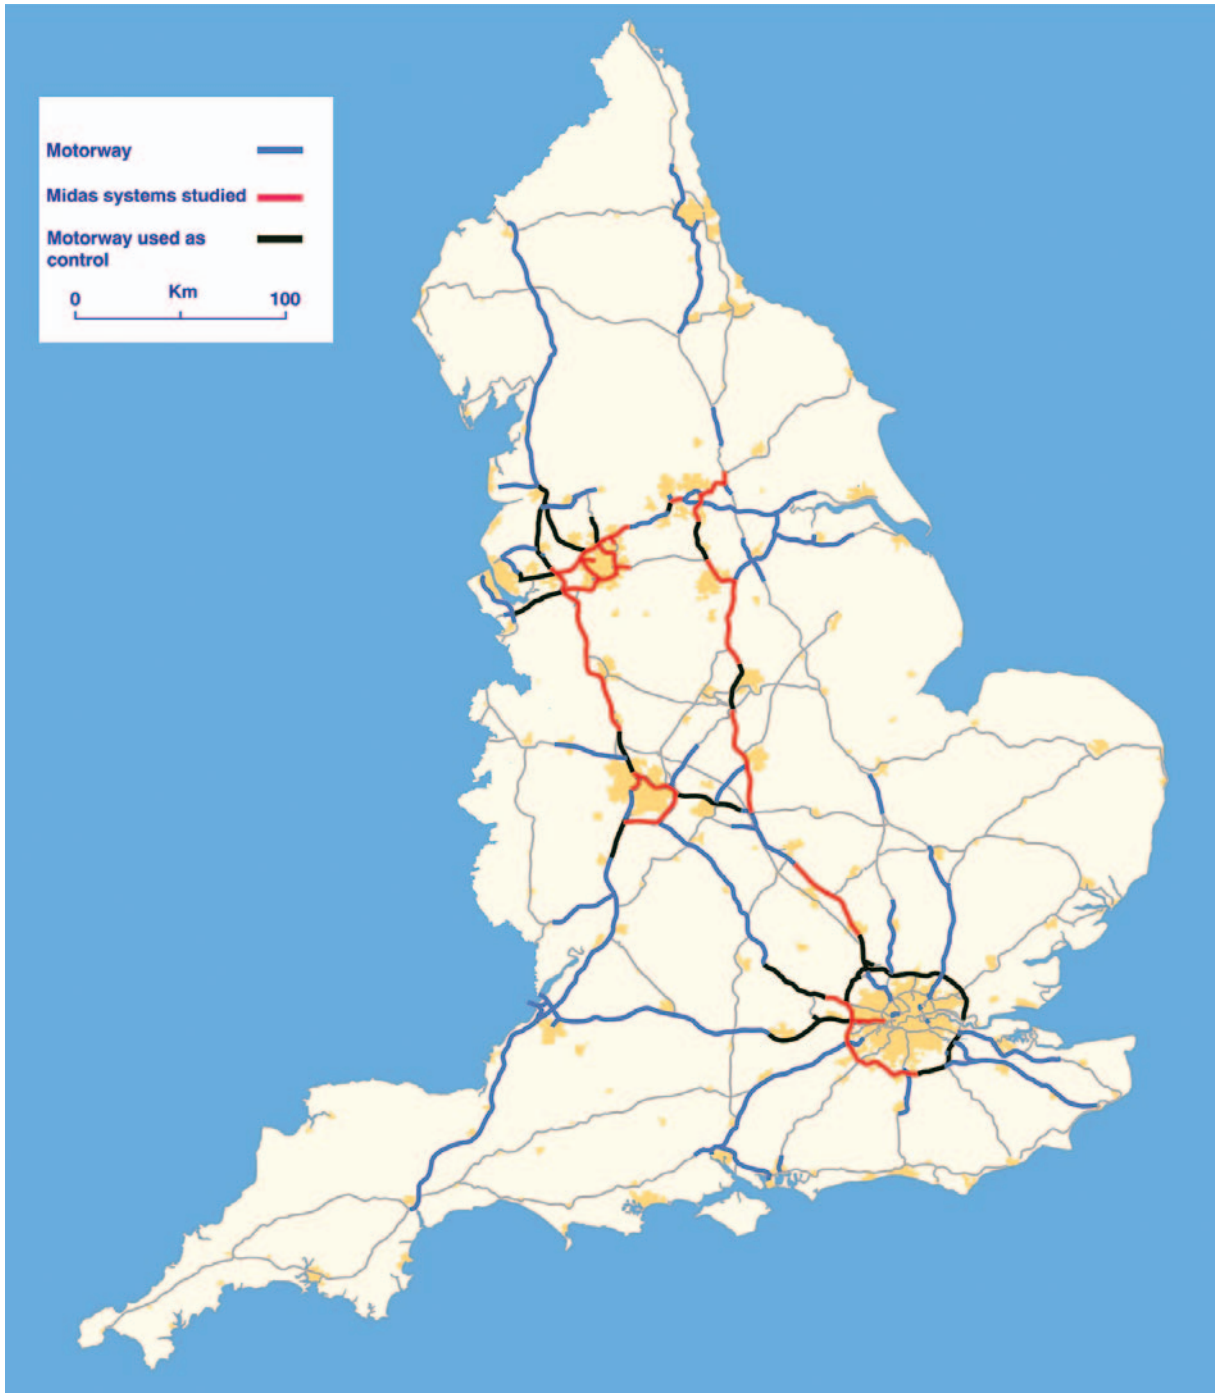 Motorway
Midas systems studied
Motorway used as
control
Km
0 100